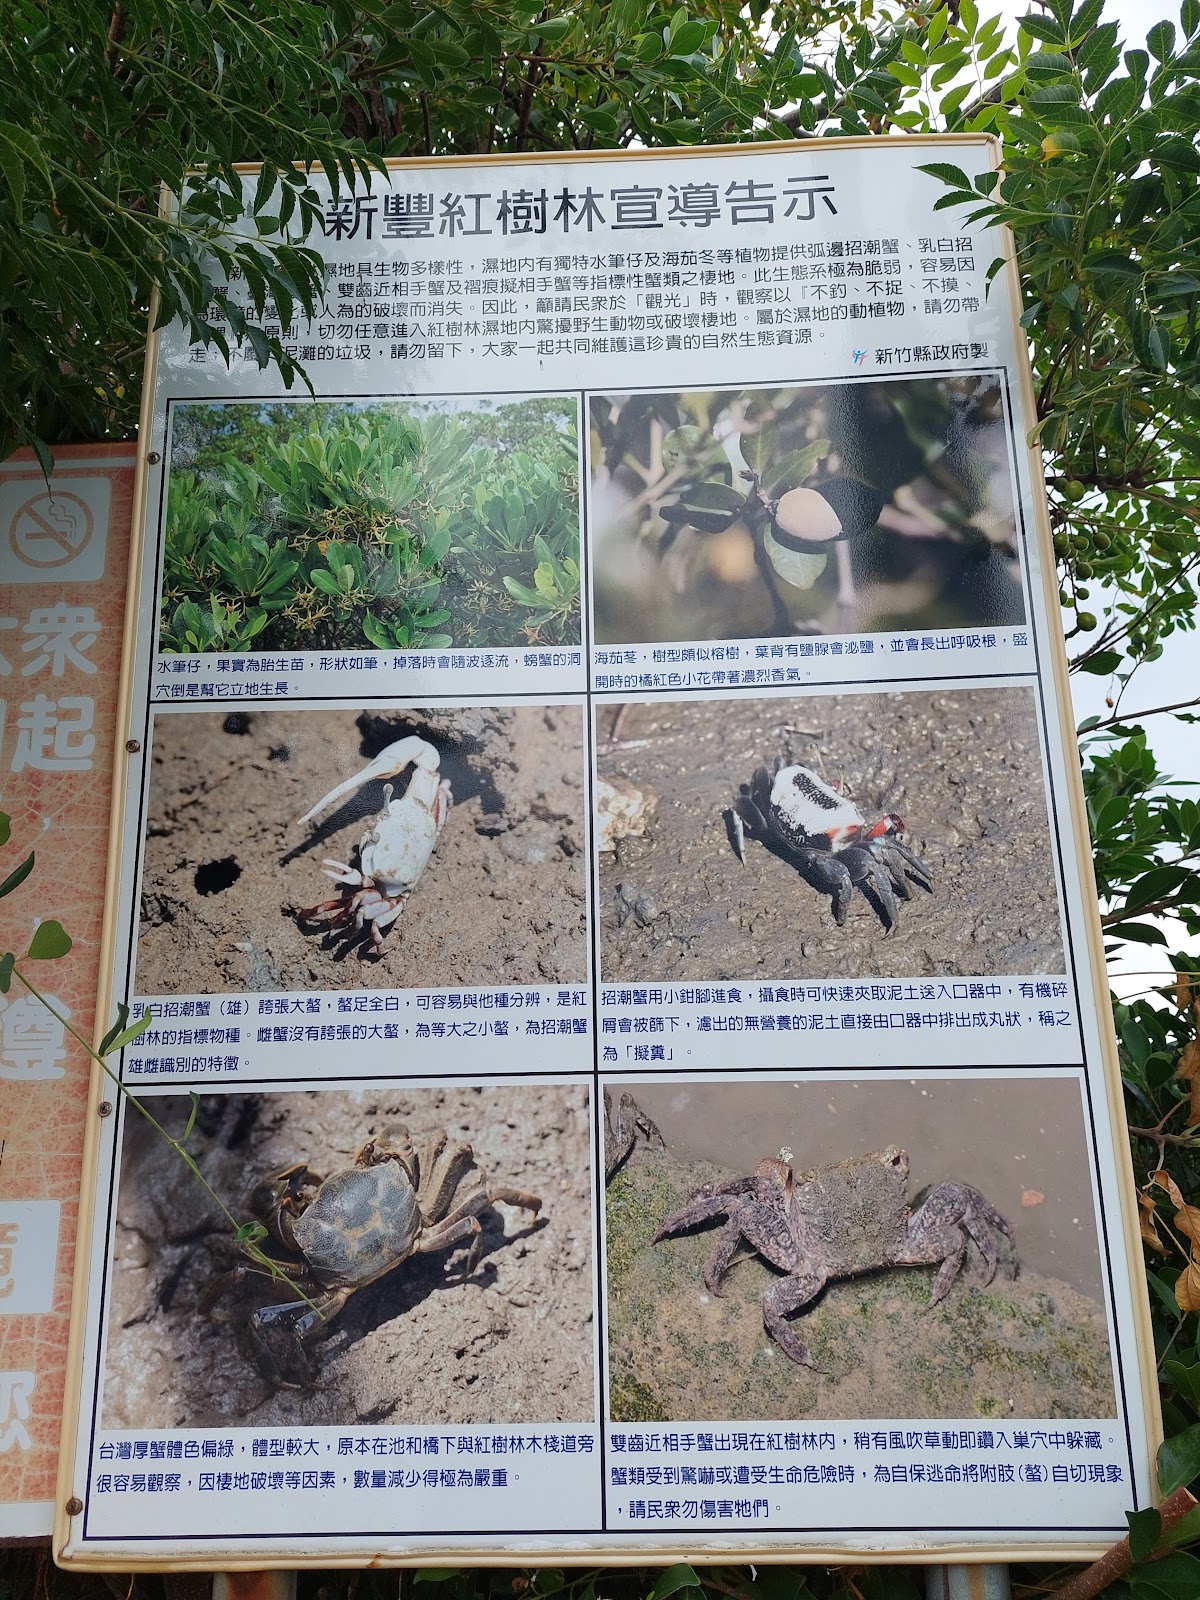 新豐紅樹林宣導告示
新 濕地具生物多樣性，濕地內有獨特水筆仔及海茄冬等植物提供弧邊招潮蟹、乳白招
蟹、 雙齒近相手蟹及褶痕擬相手蟹等指標性蟹類之棲地。此生態系極為脆弱，容易因
為環境的變化或人為的破壞而消失。因此，籲請民眾於「觀光」時，觀察以『不釣、不捉、不摸、
原則，切勿任意進入紅樹林濕地內驚擾野生動物或破壞棲地。屬於濕地的動植物，請勿帶
走；不屬 泥灘的垃圾，請勿留下，大家一起共同維護這珍貴的自然生態資源。
新竹縣政府製
水筆仔，果實為胎生苗，形狀如筆，掉落時會隨波逐流，螃蟹的洞
穴倒是幫它立地生長。
海茄苳，樹型頗似榕樹，葉背有鹽腺會泌鹽，並會長出呼吸根，盛
開時的橘紅色小花帶著濃烈香氣。
乳白招潮蟹（雄）誇張大螯，螯足全白，可容易與他種分辨，是紅
樹林的指標物種。雌蟹沒有誇張的大螯，為等大之小螯，為招潮蟹
雄雌識別的特徵。
招潮蟹用小鉗腳進食，攝食時可快速夾取泥土送入口器中，有機碎
屑會被篩下，濾出的無營養的泥土直接由口器中排出成丸狀，稱之
為「擬糞」。
台灣厚蟹體色偏綠，體型較大，原本在池和橋下與紅樹林木棧道旁
很容易觀察，因棲地破壞等因素，數量減少得極為嚴重。
雙齒近相手蟹出現在紅樹林內，稍有風吹草動即鑽入巢穴中躲藏。
蟹類受到驚嚇或遭受生命危險時，為自保逃命將附肢(螯)自切現象
，請民眾勿傷害牠們。
眾
起
，
您